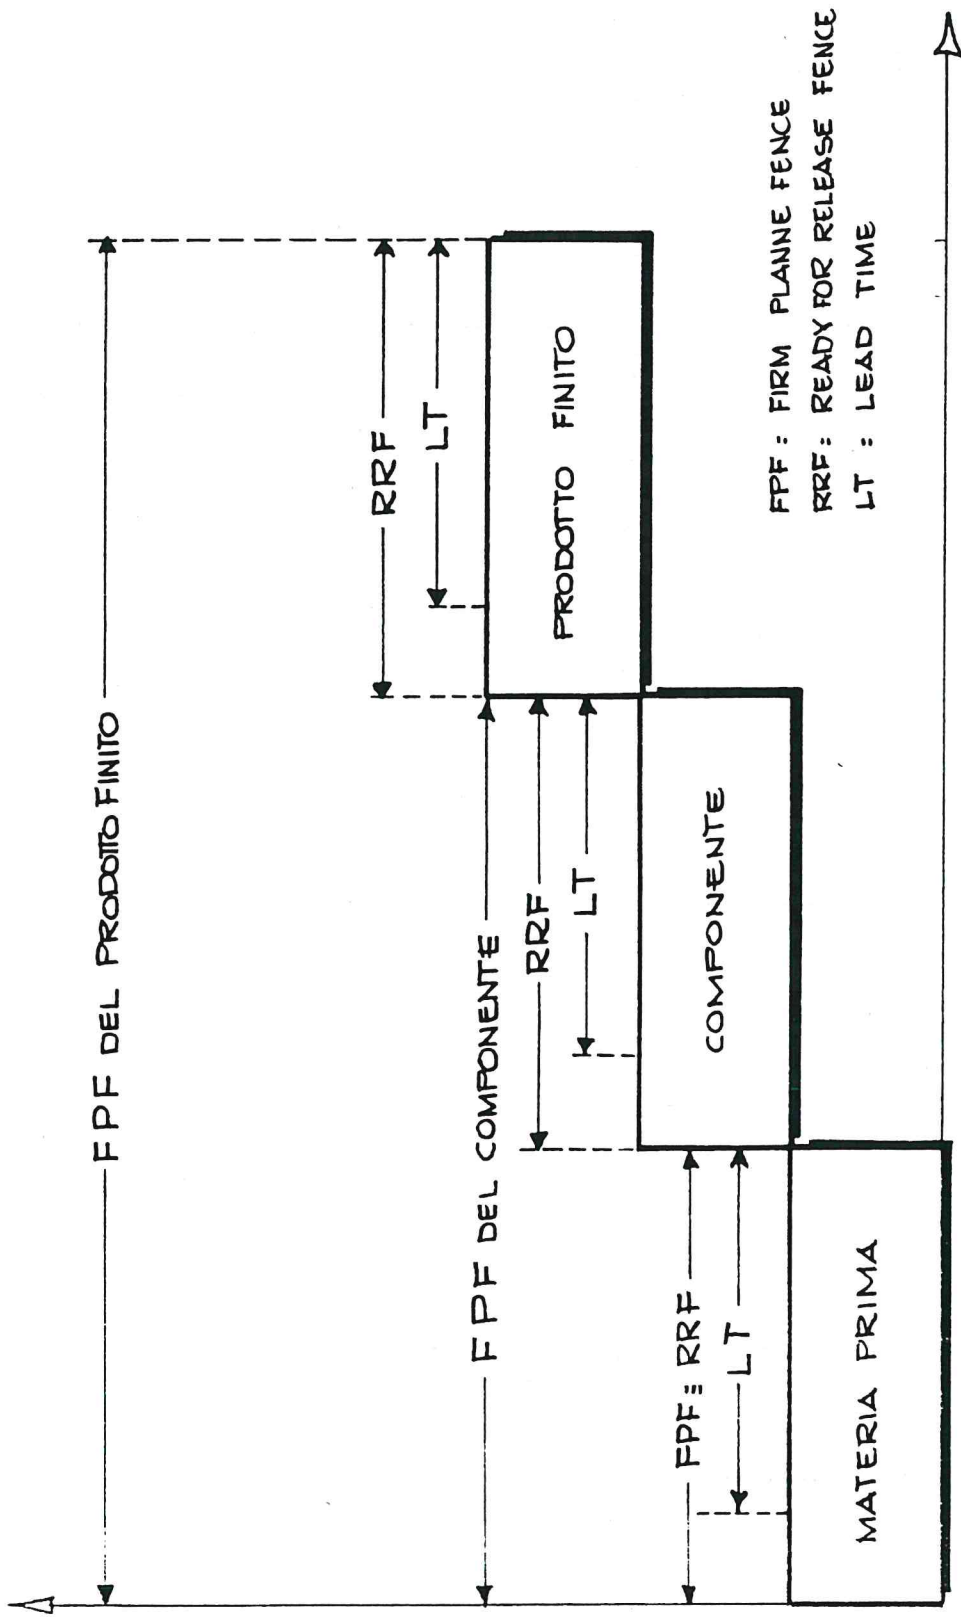 FPF DEL PRODOTTO FINITO
RRF
LT
PRODOTTO FINITO
FPF DEL COMPONENTE
RRF
LT
COMPONENTE
FPF ≡ RRF
LT
MATERIA PRIMA
FPF : FIRM PLANNE FENCE
RRF : READY FOR RELEASE FENCE
LT : LEAD TIME